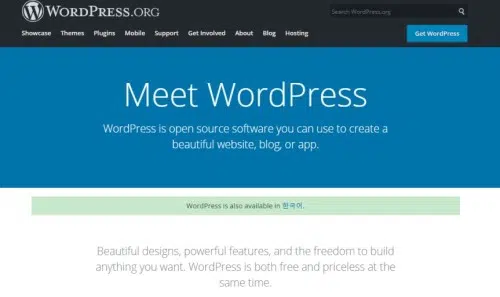 WORDPRESS.ORG
Search WordPress.org
Showcase Themes Plugins Mobile Support Get Involved About Blog Hosting
Get WordPress
Meet WordPress
WordPress is open source software you can use to create a
beautiful website, blog, or app.
WordPress is also available in 한국어.
Beautiful designs, powerful features, and the freedom to build
anything you want. WordPress is both free and priceless at the
same time.